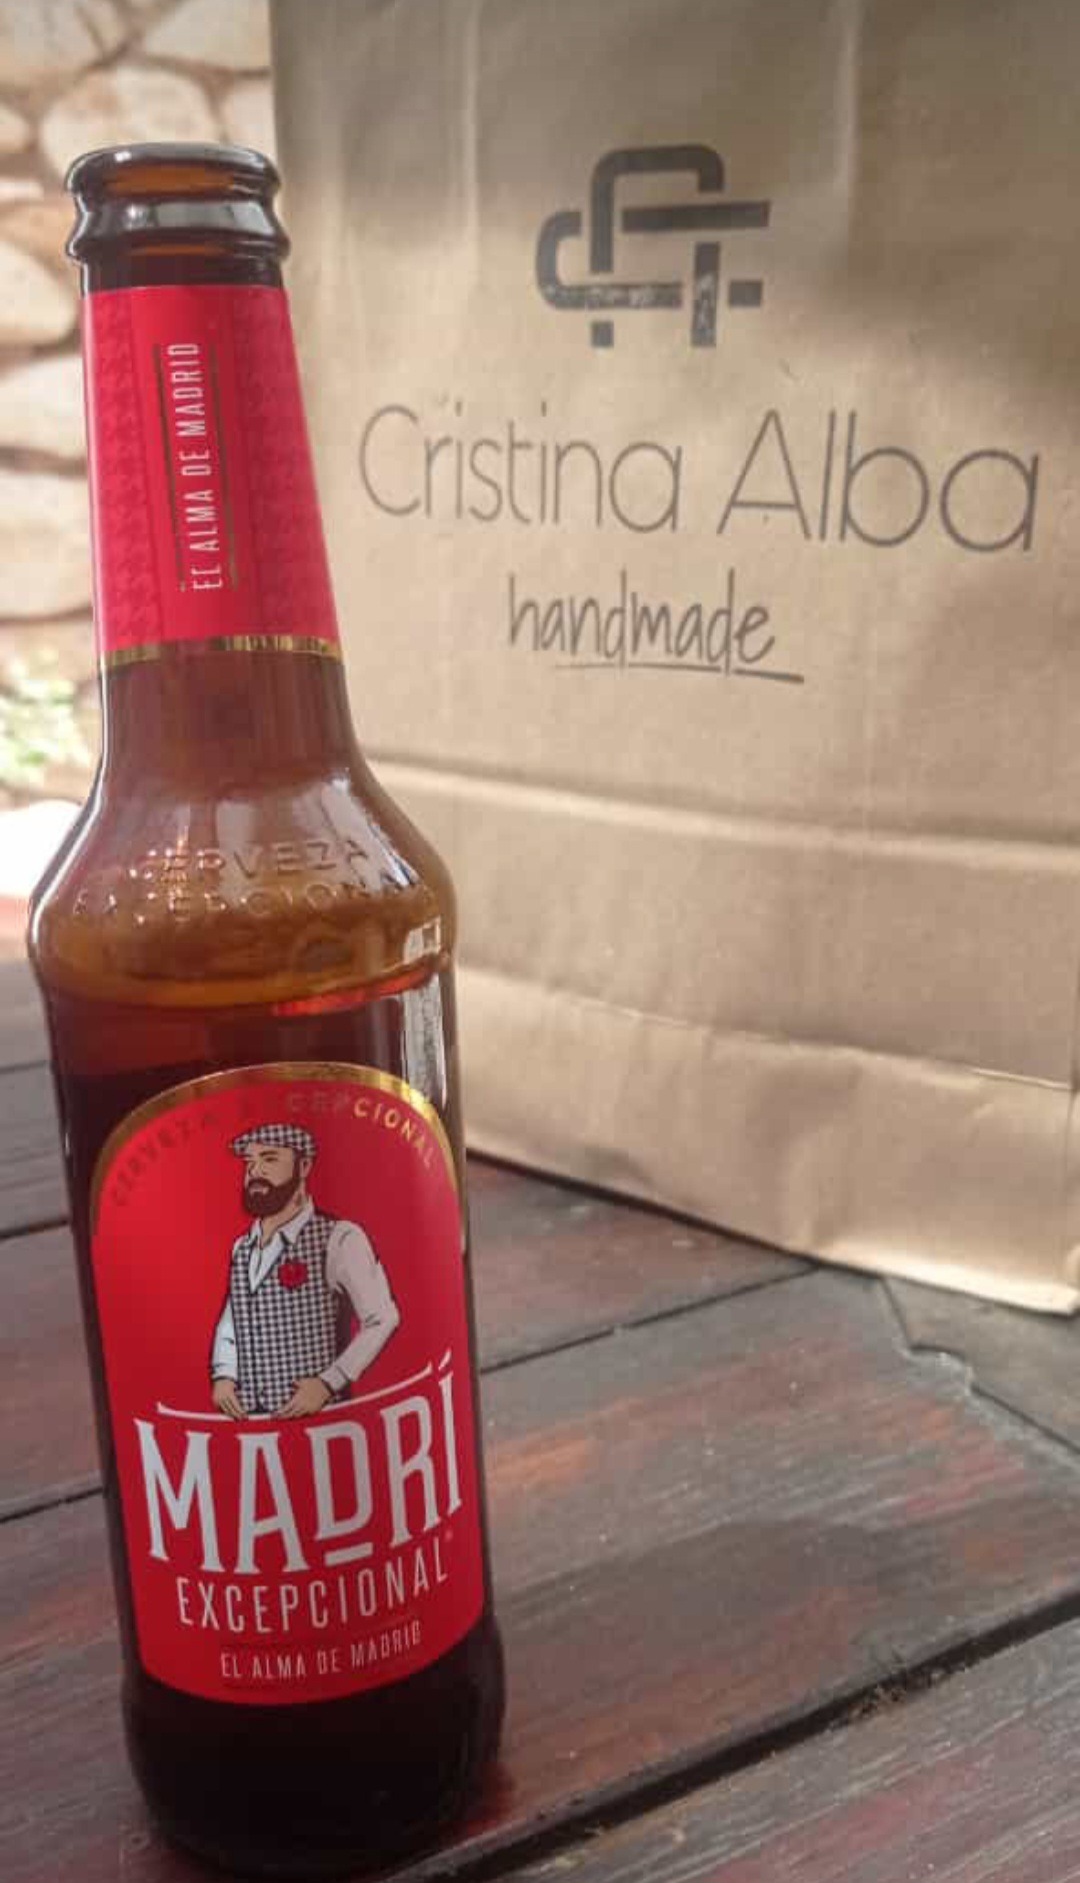 EL ALMA DE MADRID
Cristina Alba
handmade
CERVEZA
EXCEPCIONAL
CERVEZA EXCEPCIONAL
MADRÍ
EXCEPCIONAL
EL ALMA DE MADRID